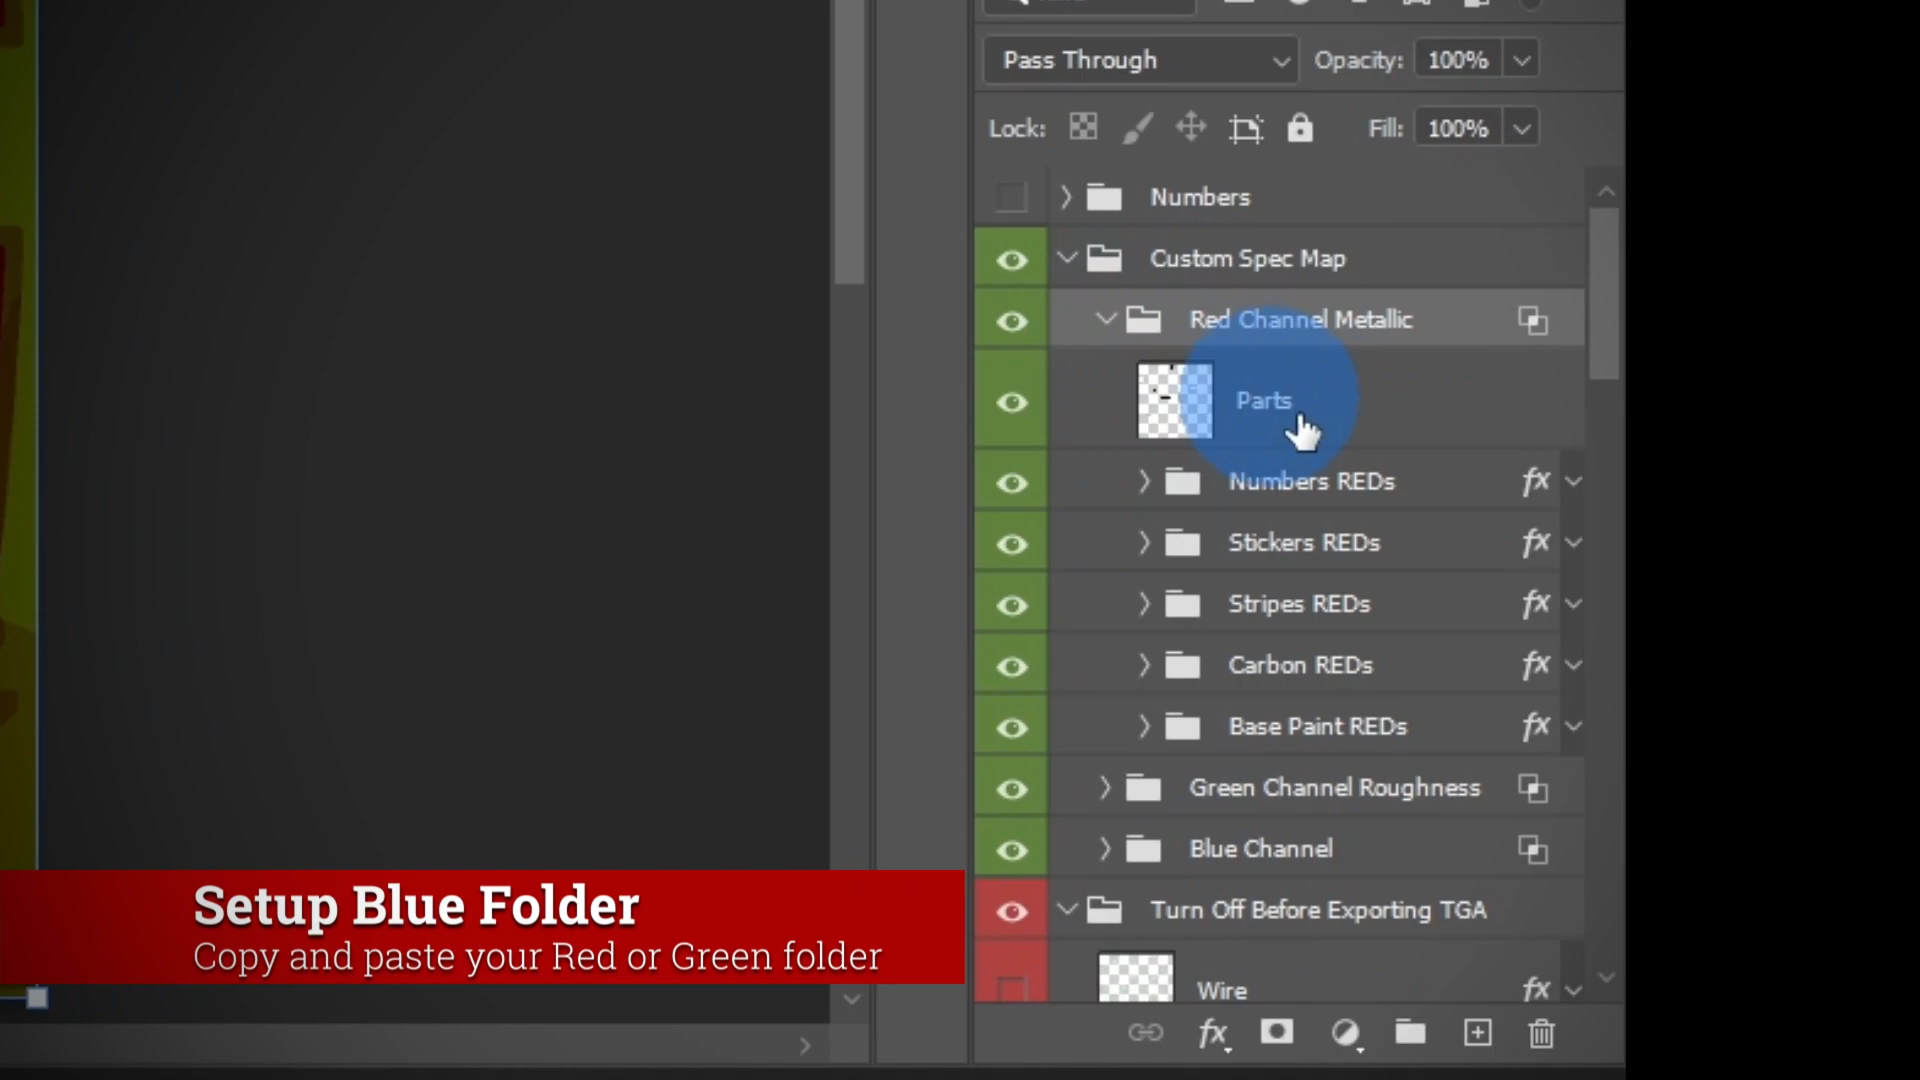 Pass Through
Opacity: 100%
Lock:
Fill: 100%
Numbers
Custom Spec Map
Red Channel Metallic
Parts
Numbers REDs fx
Stickers REDs fx
Stripes REDs fx
Carbon REDs fx
Base Paint REDs fx
Green Channel Roughness
Blue Channel
Turn Off Before Exporting TGA
Wire fx
fx
Setup Blue Folder
Copy and paste your Red or Green folder